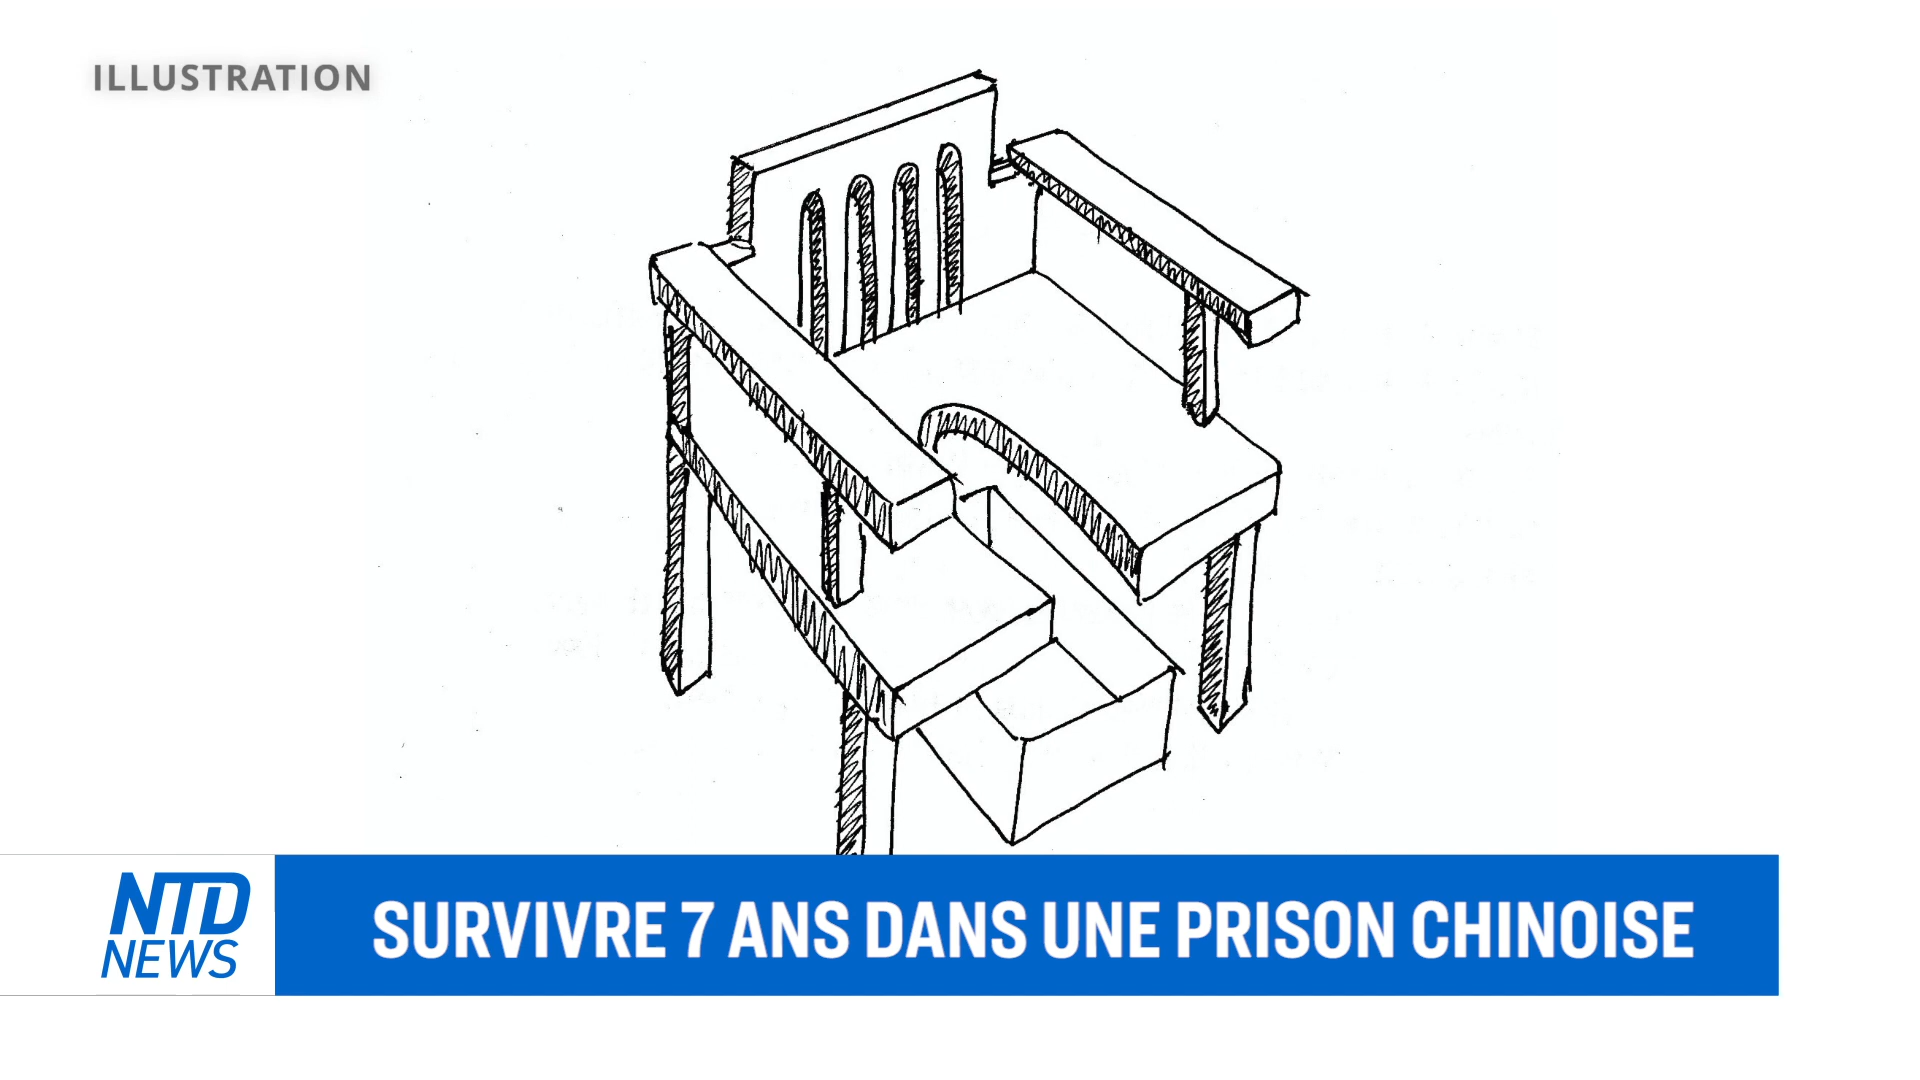 ILLUSTRATION
NTD
NEWS
SURVIVRE 7 ANS DANS UNE PRISON CHINOISE